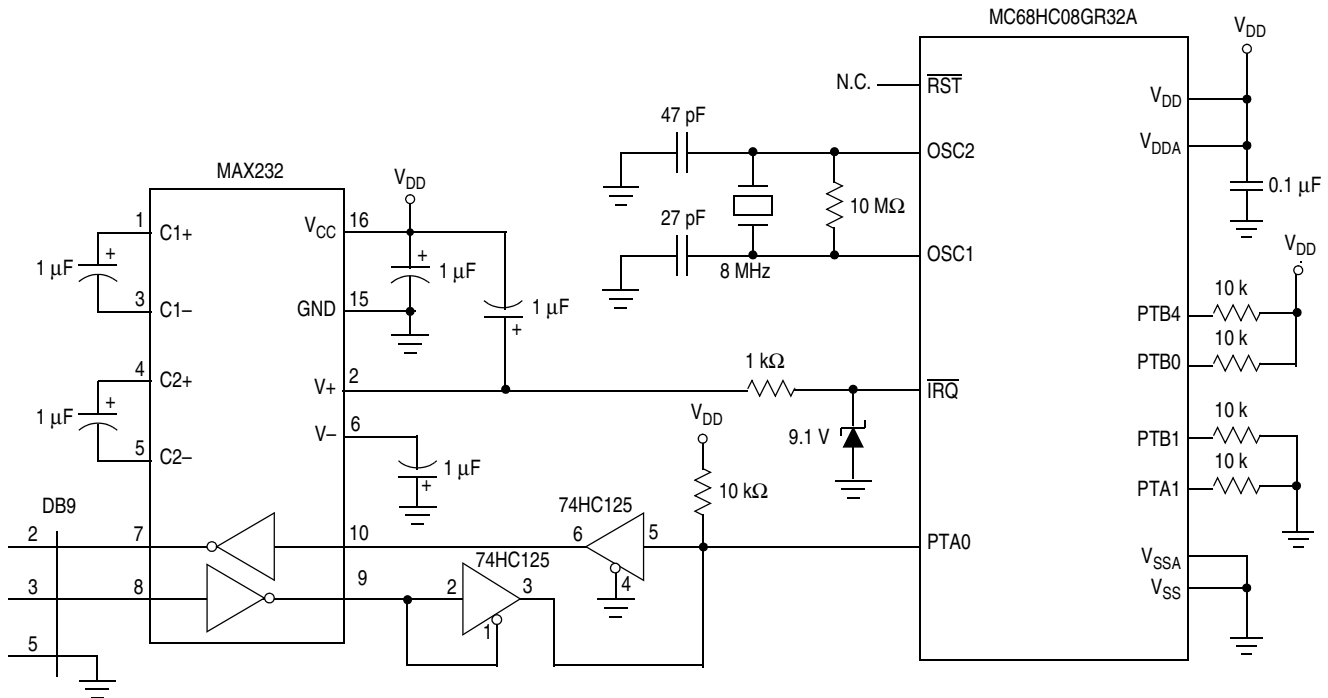 MC68HC08GR32A
V_DD
N.C.
RST
V_DD
47 pF
OSC2
V_DDA
MAX232
V_DD
10 MΩ
0.1 µF
1
C1+
V_CC
16
27 pF
1 µF
+
+
1 µF
8 MHz
OSC1
V_DD
3
C1–
GND
15
1 µF
+
10 k
PTB4
10 k
PTB0
4
C2+
V+
2
1 kΩ
IRQ
1 µF
+
V_DD
9.1 V
10 k
PTB1
V–
6
5
C2–
1 µF
+
10 kΩ
10 k
PTA1
DB9
74HC125
2
7
10
6
5
4
PTA0
74HC125
V_SSA
3
8
9
2
3
1
V_SS
5